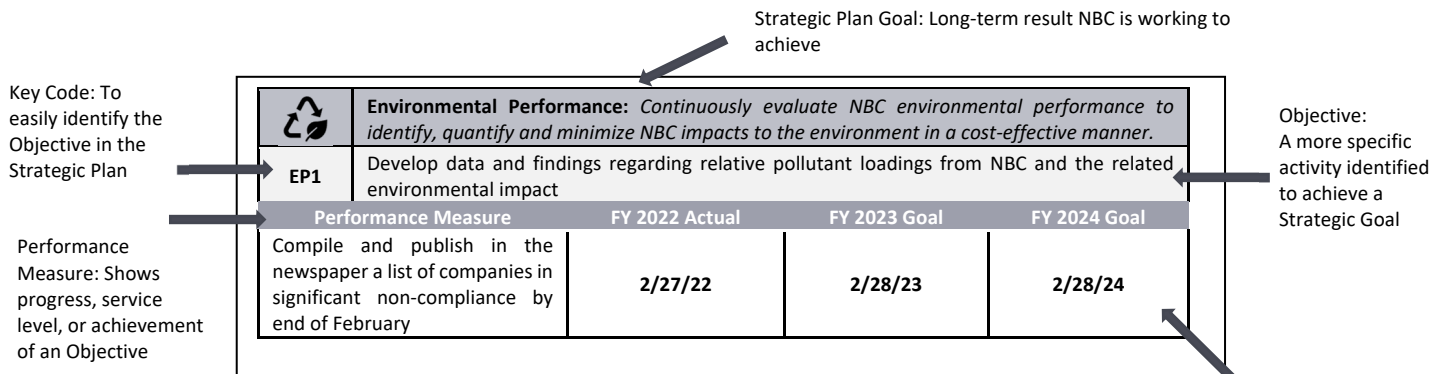 Strategic Plan Goal: Long-term result NBC is working to
achieve
Key Code: To
easily identify the
Objective in the
Strategic Plan
Environmental Performance: Continuously evaluate NBC environmental performance to
identify, quantify and minimize NBC impacts to the environment in a cost-effective manner.
Objective:
A more specific
activity identified
to achieve a
Strategic Goal
EP1
Develop data and findings regarding relative pollutant loadings from NBC and the related
environmental impact
Performance Measure FY 2022 Actual FY 2023 Goal FY 2024 Goal
Performance
Measure: Shows
progress, service
level, or achievement
of an Objective
Compile and publish in the
newspaper a list of companies in
significant non-compliance by
end of February
2/27/22 2/28/23 2/28/24